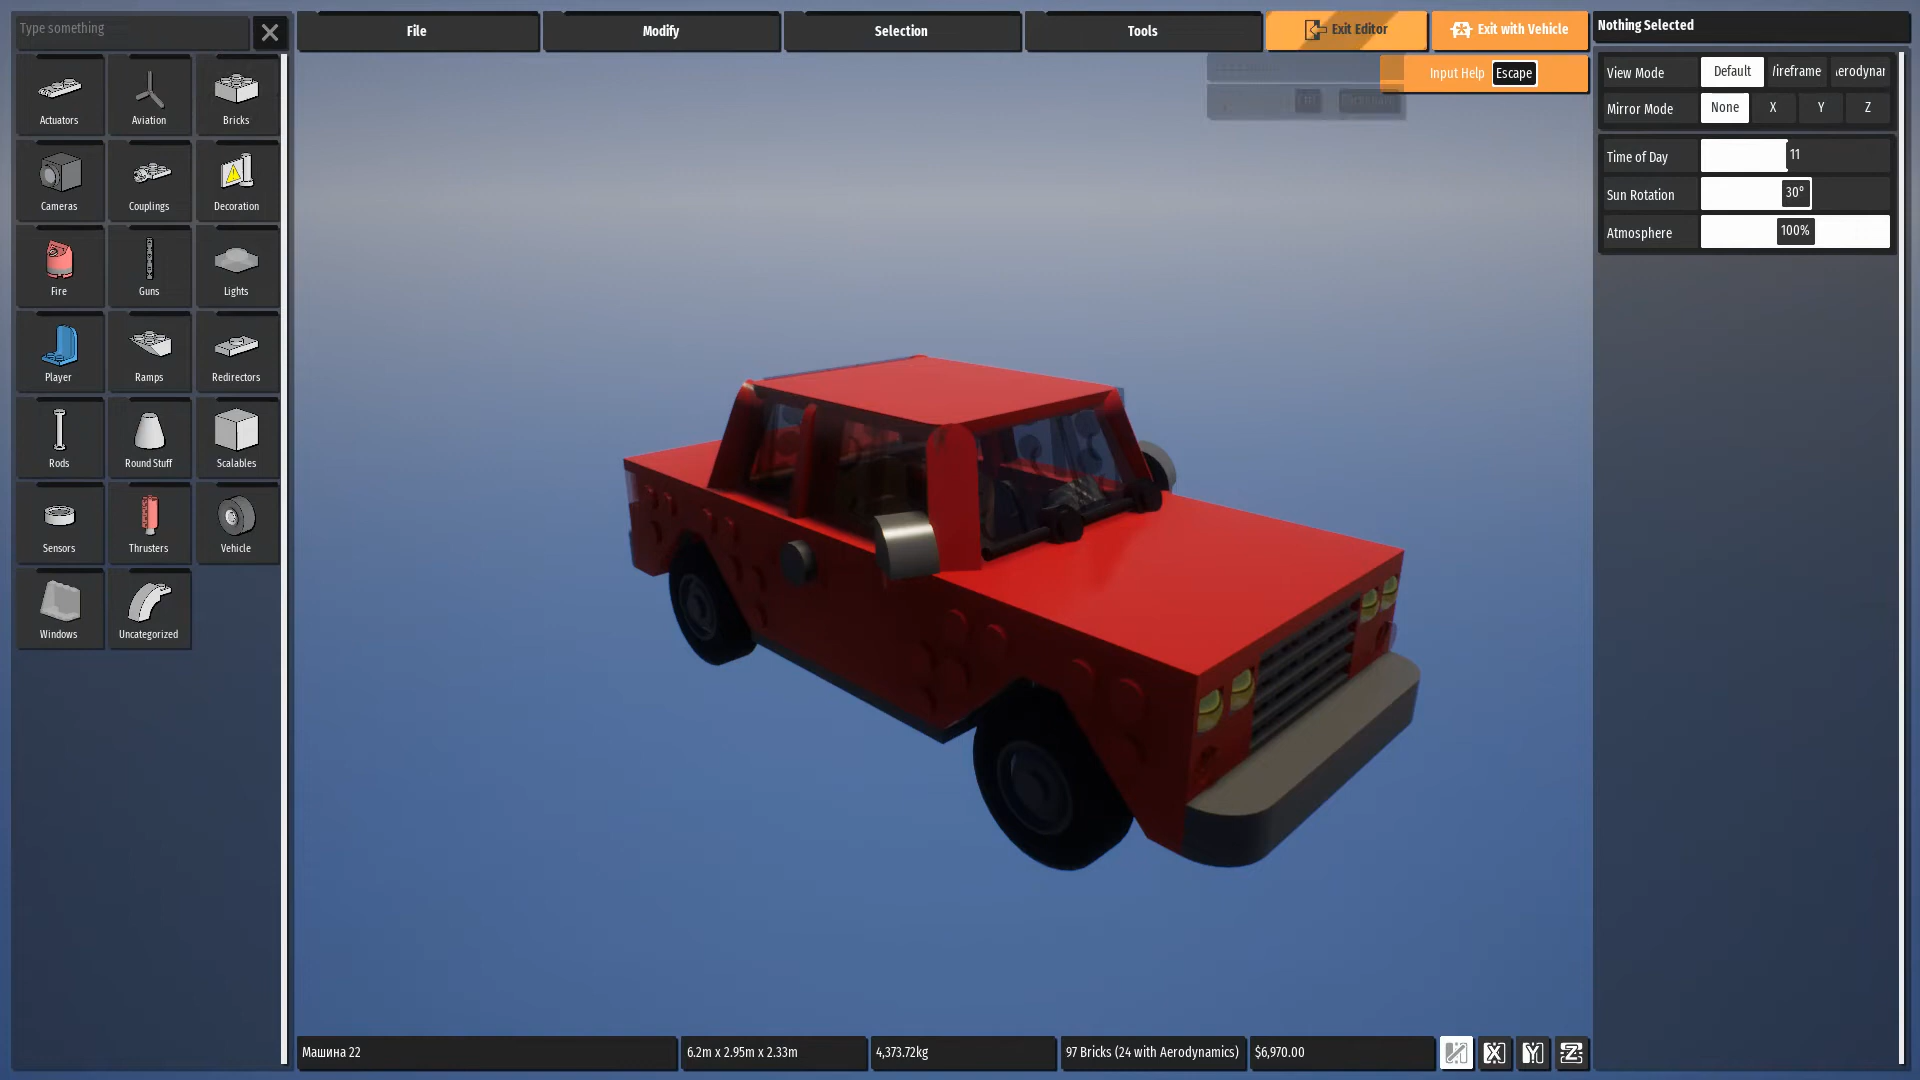 Type something
File
Modify
Selection
Tools
Exit Editor
Exit with Vehicle
Nothing Selected
Input Help Escape
View Mode Default
Mirror Mode None X Y Z
Time of Day 11
Sun Rotation 30°
Atmosphere 100%
Actuators
Aviation
Bricks
Cameras
Couplings
Decoration
Fire
Guns
Lights
Player
Ramps
Redirectors
Rods
Round Stuff
Scalables
Sensors
Thrusters
Vehicle
Windows
Uncategorized
Машина 22
6.2m x 2.95m x 2.33m
4,373.72kg
97 Bricks (24 with Aerodynamics)
$6,970.00
X
Y
Z